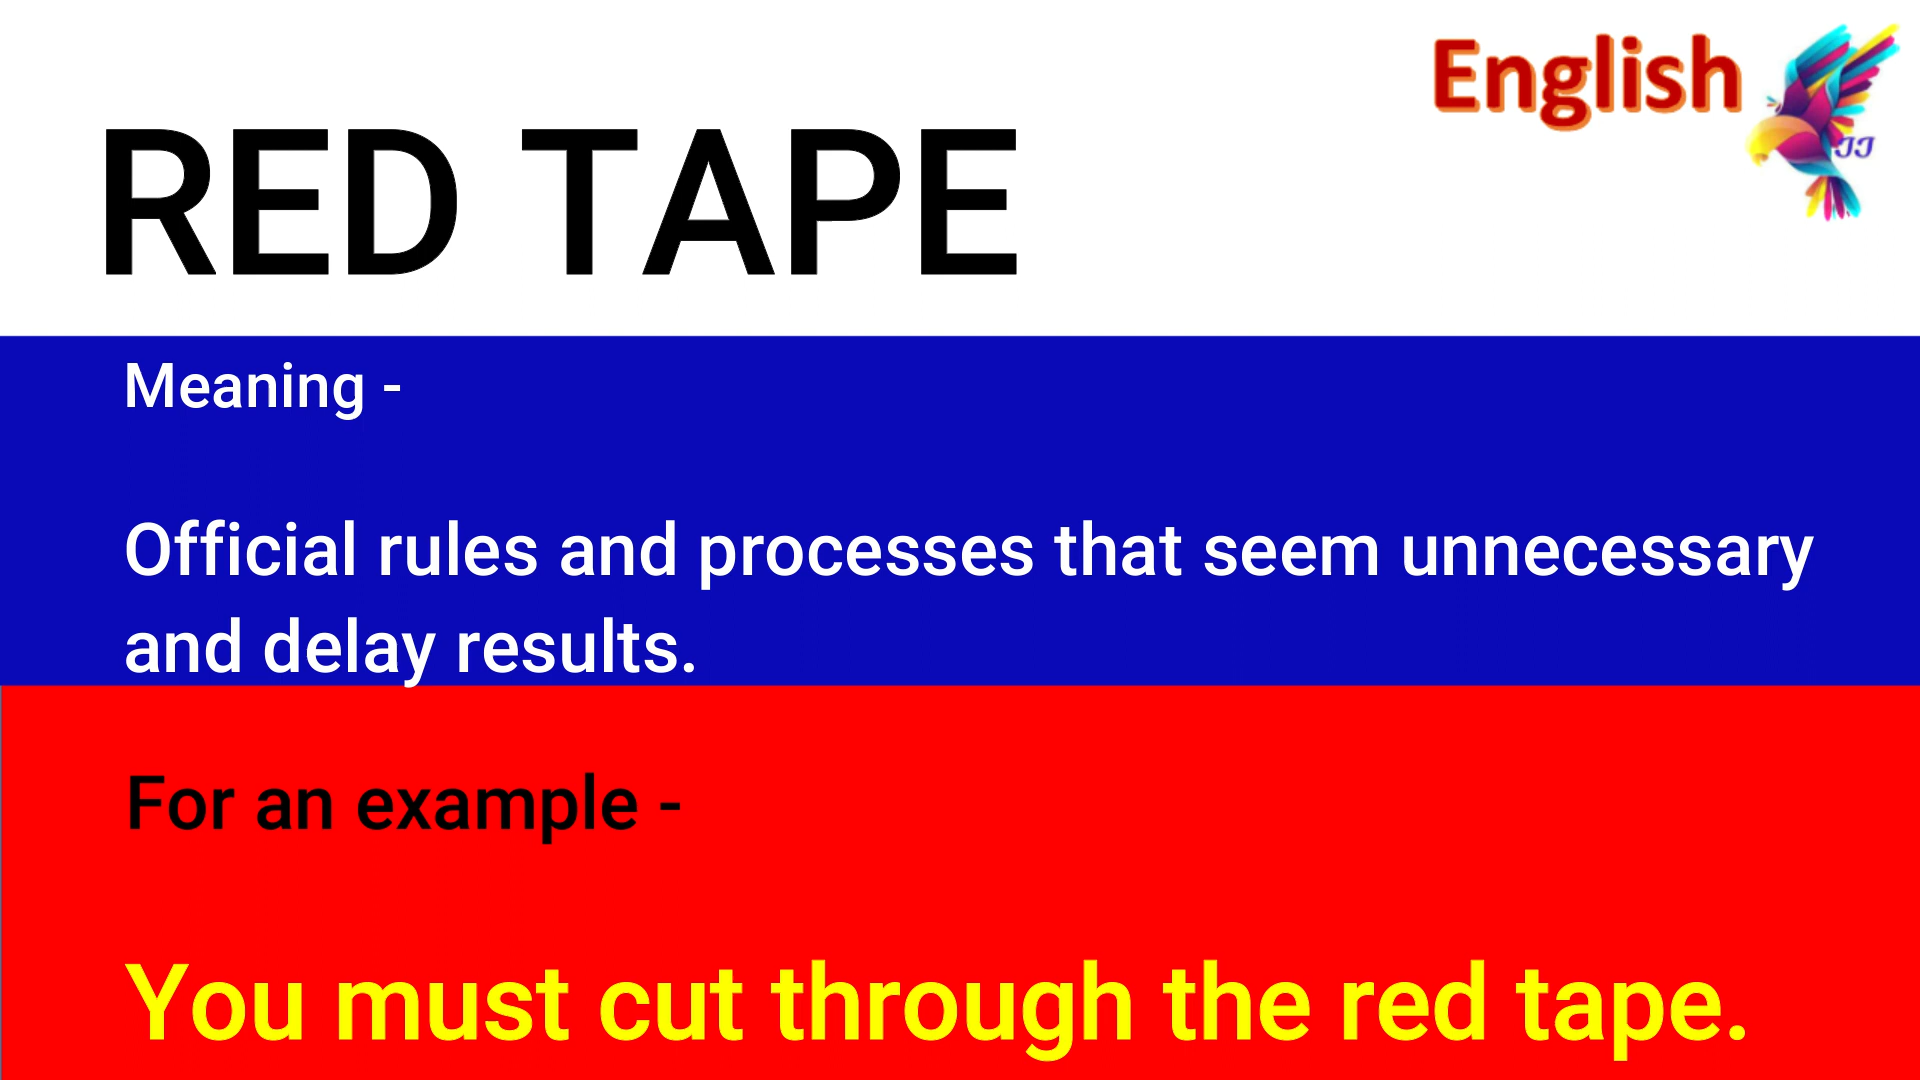 English
JJ
RED TAPE
Meaning -
Official rules and processes that seem unnecessary
and delay results.
For an example -
You must cut through the red tape.